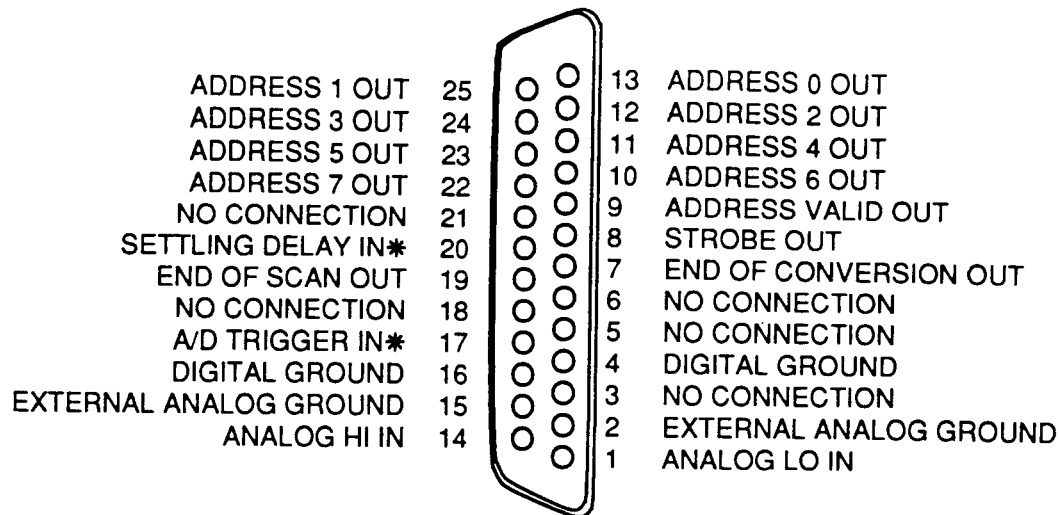 ADDRESS 1 OUT 25
ADDRESS 3 OUT 24
ADDRESS 5 OUT 23
ADDRESS 7 OUT 22
NO CONNECTION 21
SETTLING DELAY IN* 20
END OF SCAN OUT 19
NO CONNECTION 18
A/D TRIGGER IN* 17
DIGITAL GROUND 16
EXTERNAL ANALOG GROUND 15
ANALOG HI IN 14
13 ADDRESS 0 OUT
12 ADDRESS 2 OUT
11 ADDRESS 4 OUT
10 ADDRESS 6 OUT
9 ADDRESS VALID OUT
8 STROBE OUT
7 END OF CONVERSION OUT
6 NO CONNECTION
5 NO CONNECTION
4 DIGITAL GROUND
3 NO CONNECTION
2 EXTERNAL ANALOG GROUND
1 ANALOG LO IN